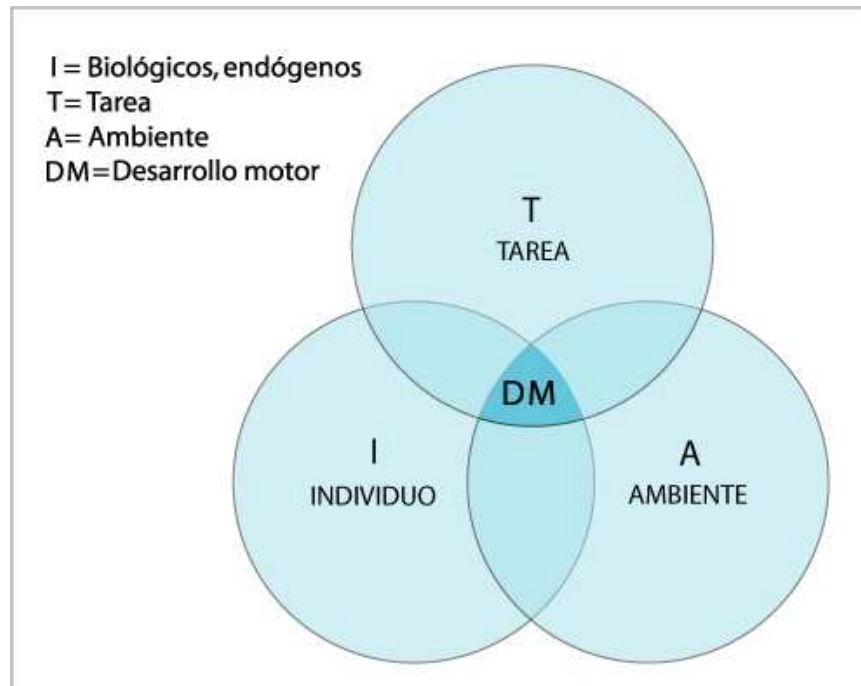 I = Biológicos, endógenos
T= Tarea
A= Ambiente
DM=Desarrollo motor
T
TAREA
DM
I
INDIVIDUO
A
AMBIENTE